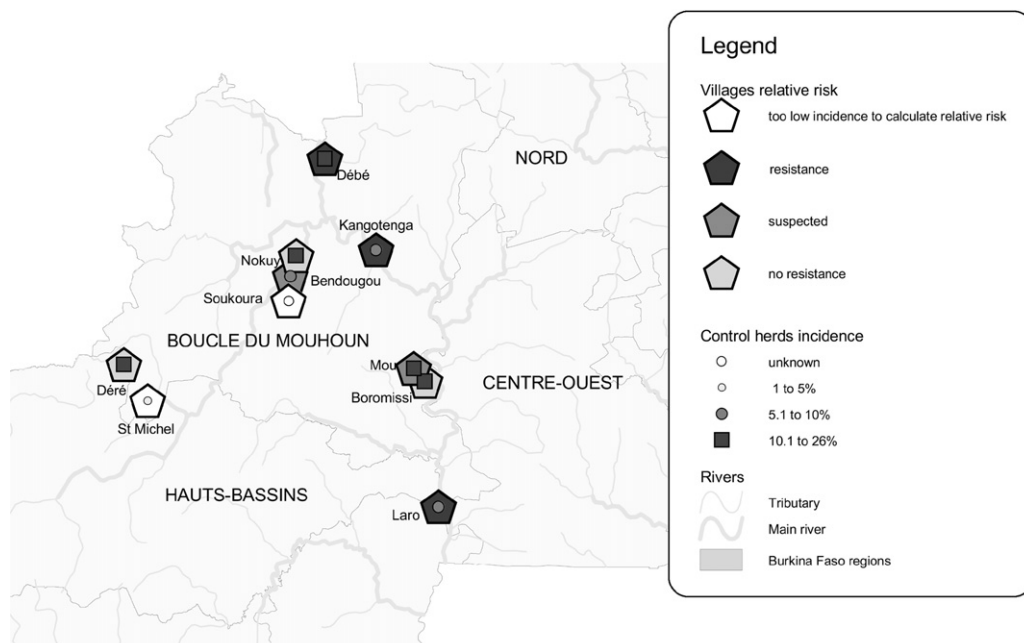 NORD
Débé
Kangotenga
Nokuy
Bendougou
Soukoura
BOUCLE DU MOUHOUN
Mou
CENTRE-OUEST
Déré
Boromissi
St Michel
HAUTS-BASSINS
Laro
Legend
Villages relative risk
too low incidence to calculate relative risk
resistance
suspected
no resistance
Control herds incidence
unknown
1 to 5%
5.1 to 10%
10.1 to 26%
Rivers
Tributary
Main river
Burkina Faso regions